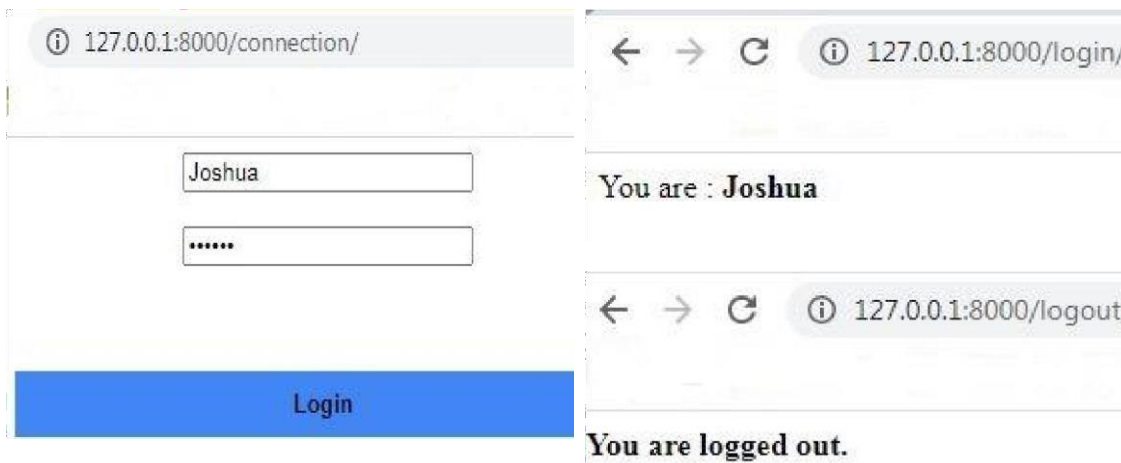 127.0.0.1:8000/connection/
Joshua
••••••
Login
127.0.0.1:8000/login/
You are : Joshua
127.0.0.1:8000/logout
You are logged out.